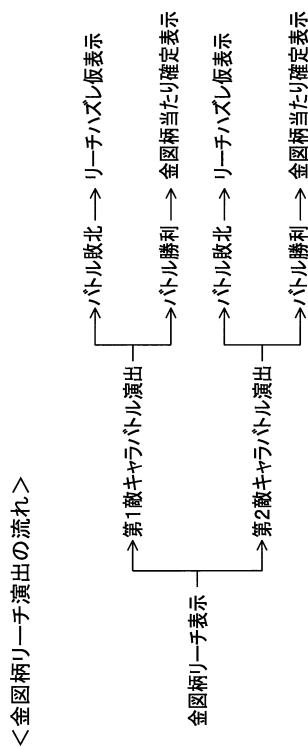 ＜金図柄リーチ演出の流れ＞
金図柄リーチ表示
第1敵キャラバトル演出
バトル敗北
リーチハズレ仮表示
バトル勝利
金図柄当たり確定表示
第2敵キャラバトル演出
バトル敗北
リーチハズレ仮表示
バトル勝利
金図柄当たり確定表示